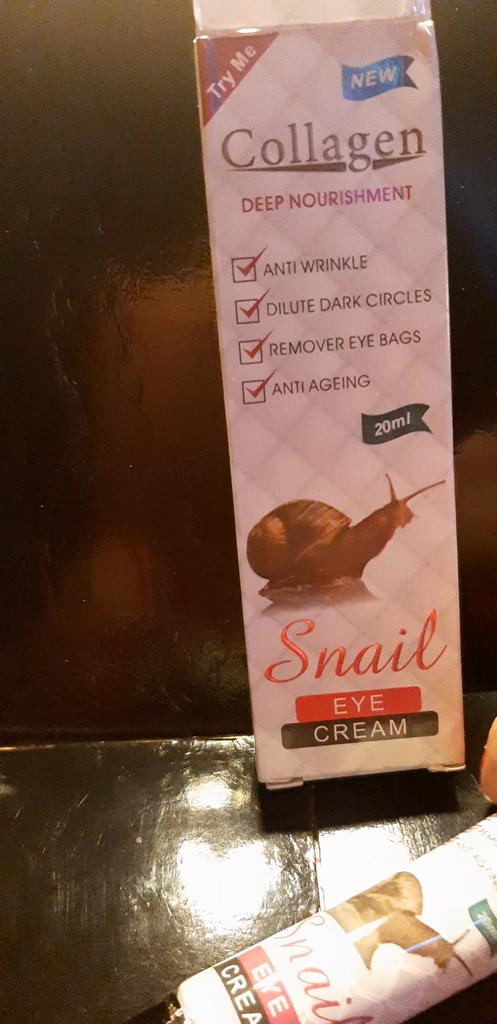 Try Me
NEW
Collagen
DEEP NOURISHMENT
ANTI WRINKLE
DILUTE DARK CIRCLES
REMOVER EYE BAGS
ANTI AGEING
20ml
Snail
EYE
CREAM
Snail
EYE
CREA